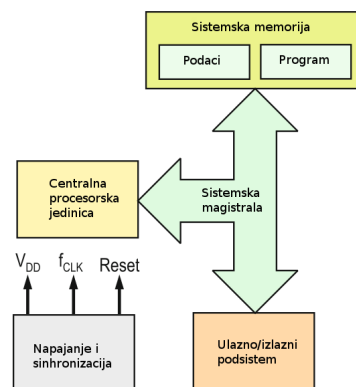 Sistemska memorija
Podaci
Program
Centralna
procesorska
jedinica
Sistemska
magistrala
VDD
fCLK
Reset
Napajanje i
sinhronizacija
Ulazno/izlazni
podsistem